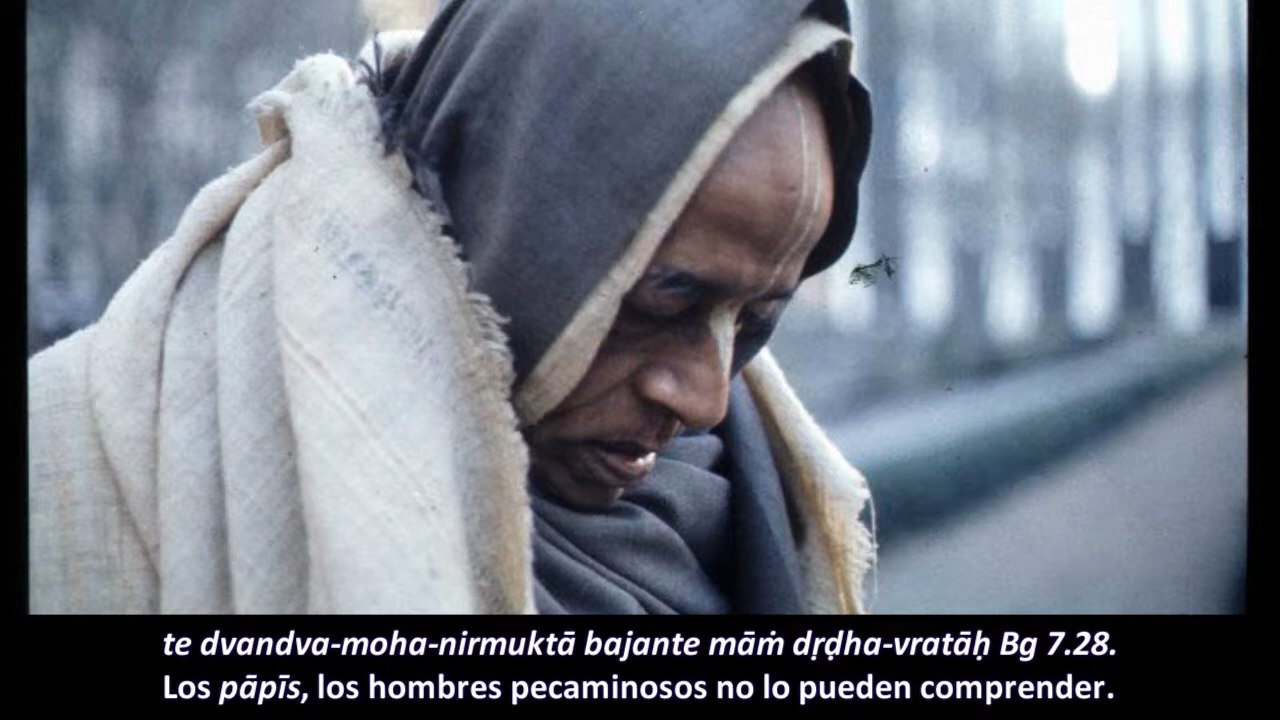 te dvandva-moha-nirmuktā bajante māṁ dṛḍha-vratāḥ Bg 7.28.
Los pāpīs, los hombres pecaminosos no lo pueden comprender.